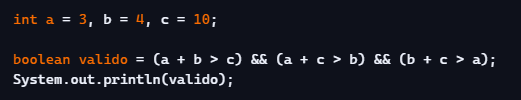 int a = 3, b = 4, c = 10;
boolean valido = (a + b > c) && (a + c > b) && (b + c > a);
System.out.println(valido);